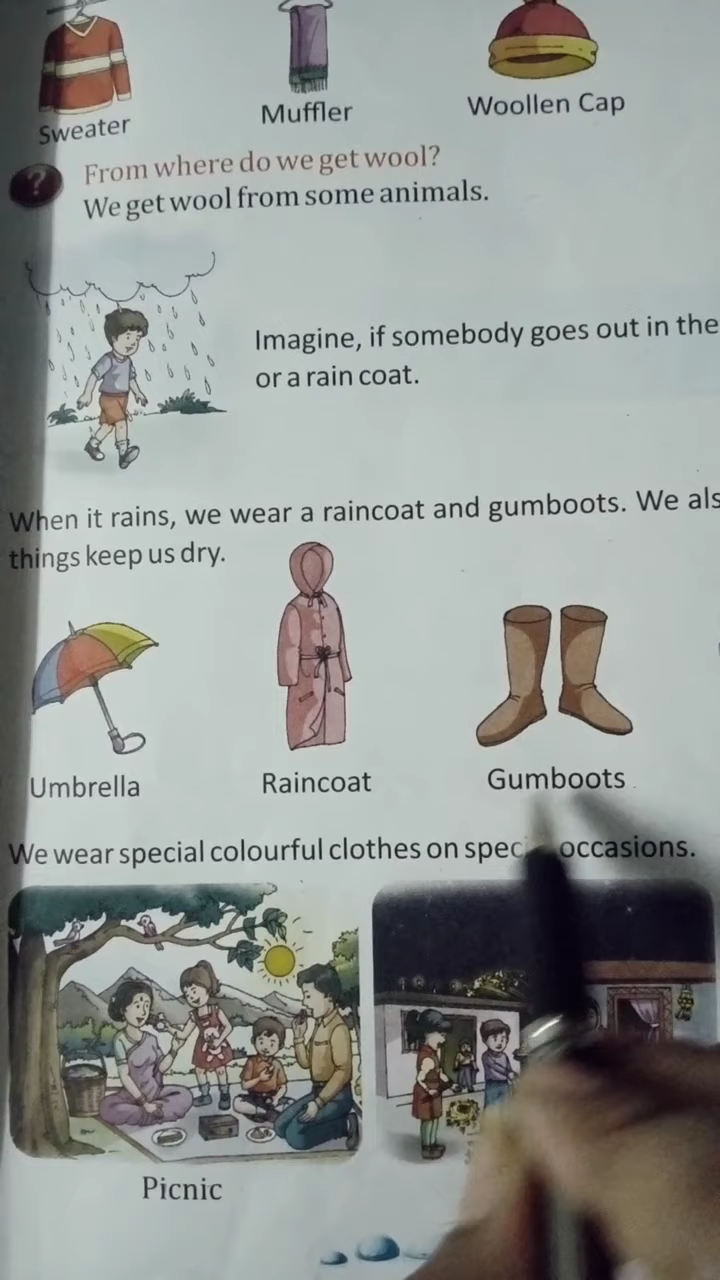 Sweater
Muffler
Woollen Cap
?
From where do we get wool?
We get wool from some animals.
Imagine, if somebody goes out in the
or a rain coat.
When it rains, we wear a raincoat and gumboots. We als
things keep us dry.
Umbrella
Raincoat
Gumboots
We wear special colourful clothes on spec occasions.
Picnic